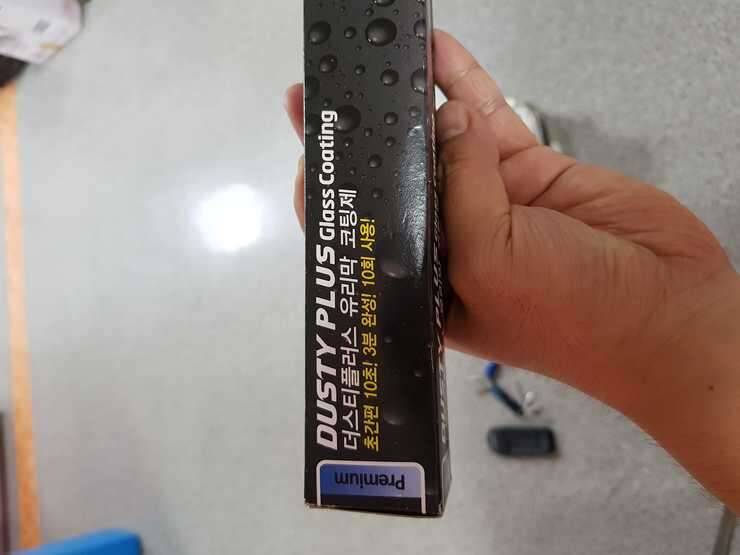 DUSTY PLUS Glass Coating
더스티플러스 유리막 코팅제
초간편 10초! 3분 완성! 10회 사용!
Premium